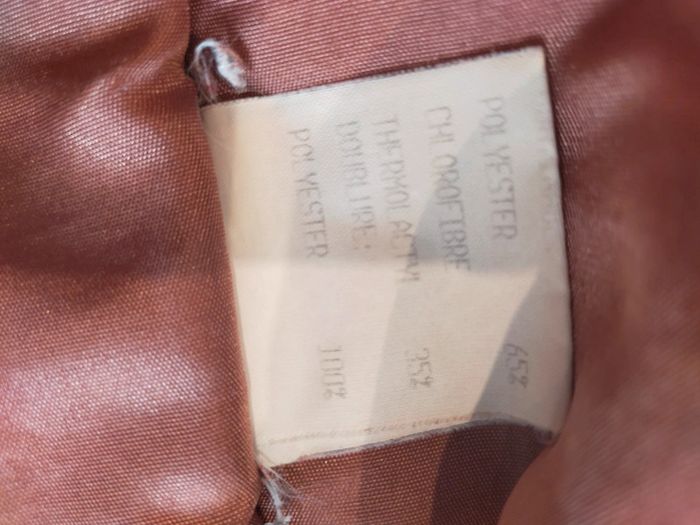 POLYESTER 65%
CHLOROFIBRE 35%
THERMOLACTYL
DOUBLURE:
POLYESTER 100%